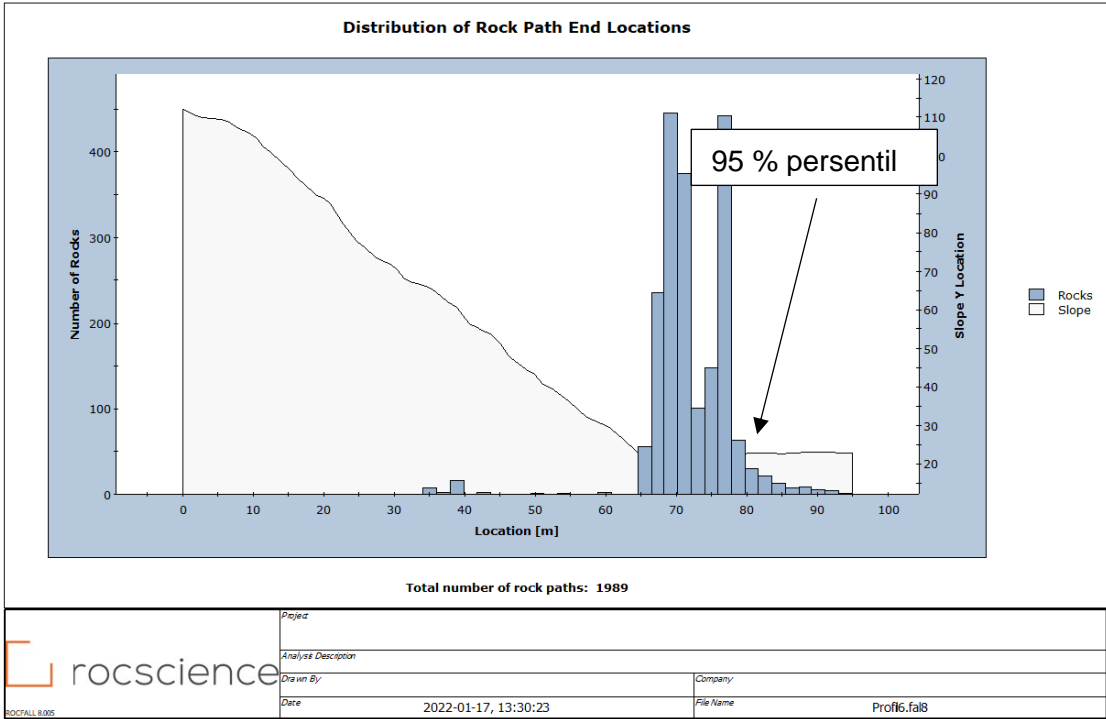 Distribution of Rock Path End Locations
120
110
400
95 % persentil
0
90
300
80
70
Number of Rocks
Slope Y Location
Rocks
Slope
60
200
50
40
100
30
20
0
0 10 20 30 40 50 60 70 80 90 100
Location [m]
Total number of rock paths: 1989
Project
Analysis Description
rocscience
Drawn By
Company
Date
2022-01-17, 13:30:23
File Name
Profil6.fal8
ROCFALL 8.005